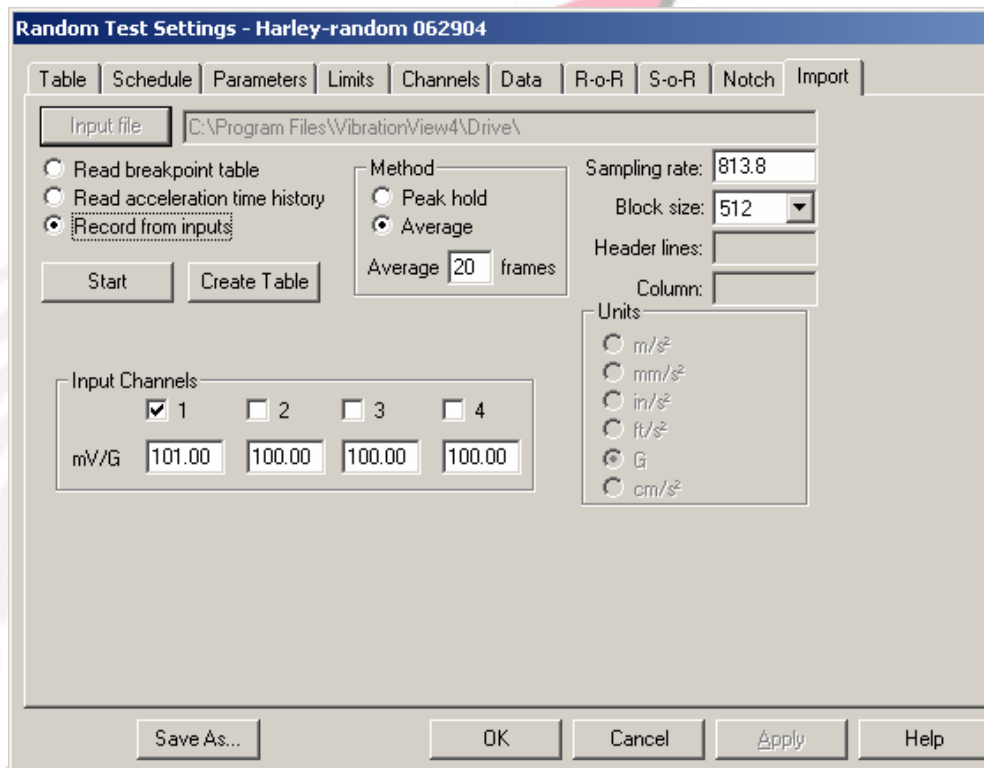 Random Test Settings - Harley-random 062904
Table Schedule Parameters Limits Channels Data R-o-R S-o-R Notch Import
Input file C:\Program Files\VibrationView4\Drive\
Read breakpoint table
Read acceleration time history
Record from inputs
Start Create Table
Method
Peak hold
Average
Average 20 frames
Sampling rate: 813.8
Block size: 512
Header lines:
Column:
Units
m/s²
mm/s²
in/s²
ft/s²
G
cm/s²
Input Channels
1 2 3 4
mV/G 101.00 100.00 100.00 100.00
Save As... OK Cancel Apply Help